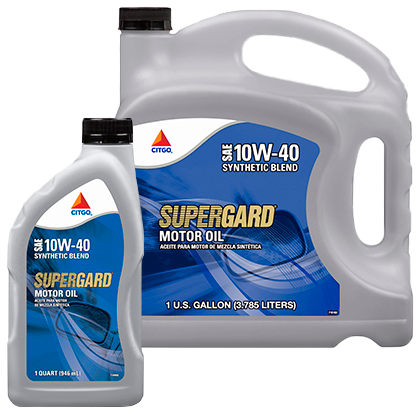 CITGO
SAE 10W-40
SYNTHETIC BLEND
SUPERGARD
MOTOR OIL
ACEITE PARA MOTOR DE MEZCLA SINTÉTICA
1 U.S. GALLON (3.785 LITERS)
CITGO
SAE 10W-40
SYNTHETIC BLEND
SUPERGARD
MOTOR OIL
ACEITE PARA MOTOR
DE MEZCLA SINTÉTICA
1 QUART (946 mL)